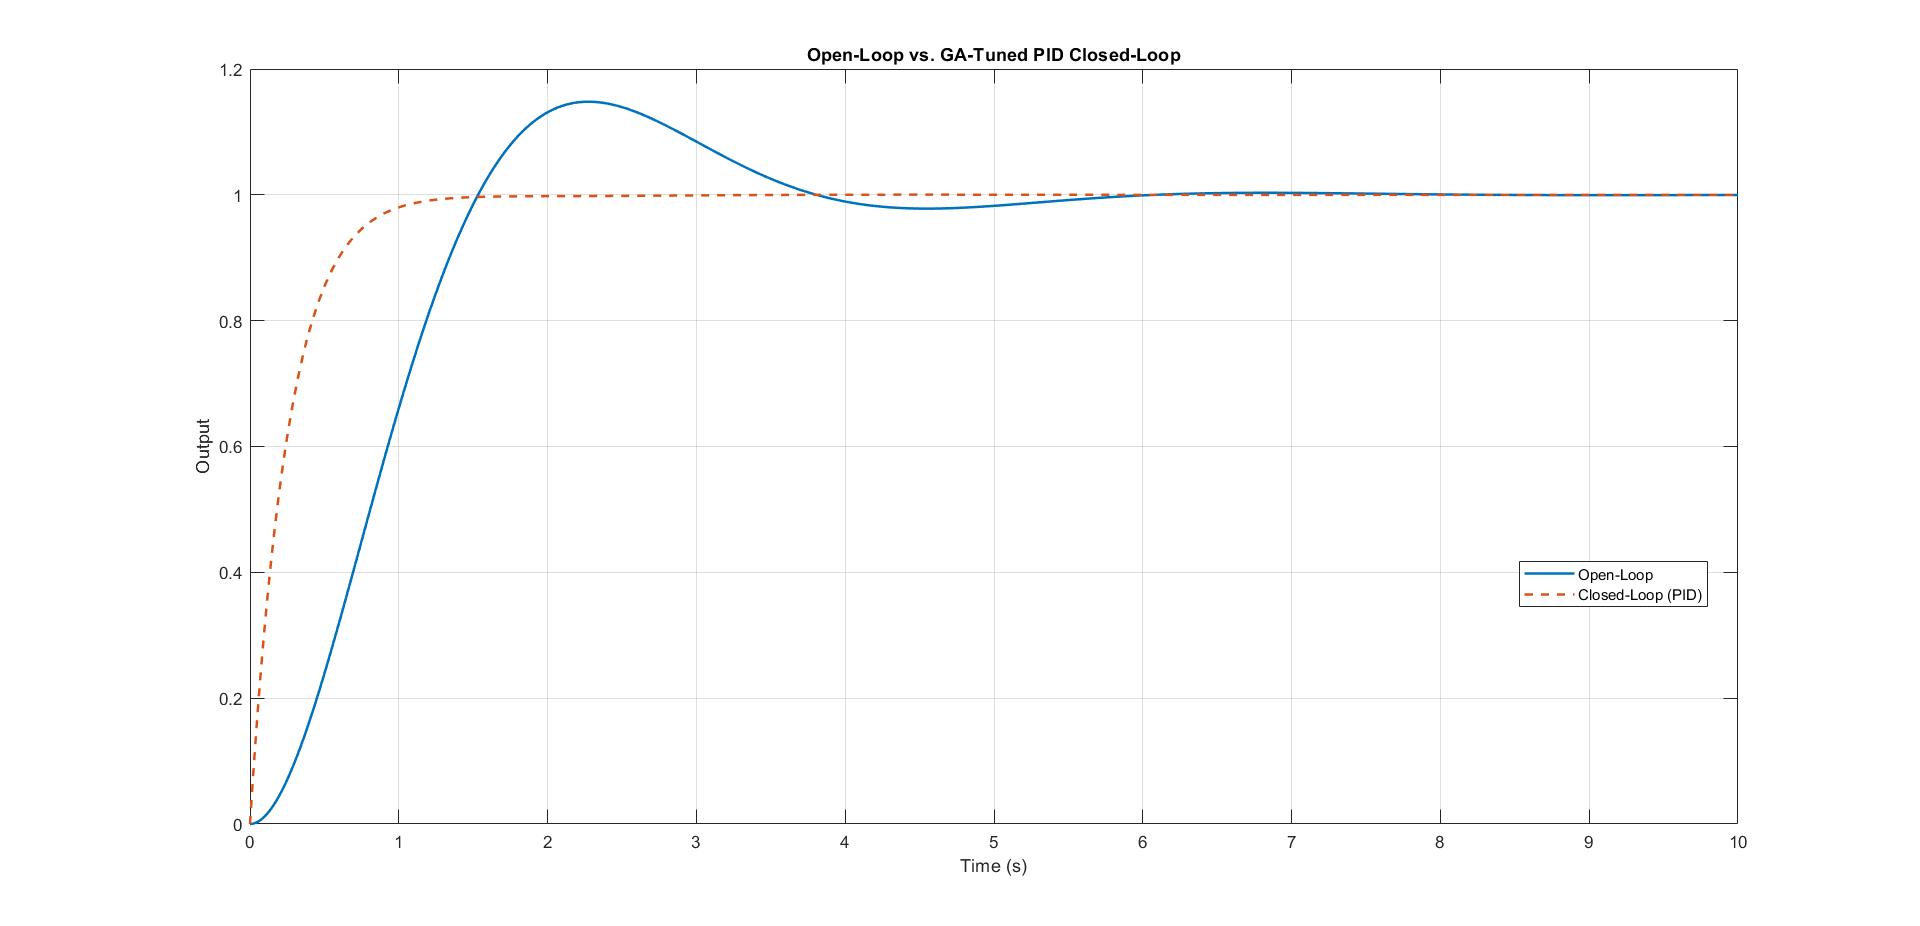 Open-Loop vs. GA-Tuned PID Closed-Loop
1.2
1
0.8
0.6
0.4
0.2
0
Output
Open-Loop
Closed-Loop (PID)
0 1 2 3 4 5 6 7 8 9 10
Time (s)